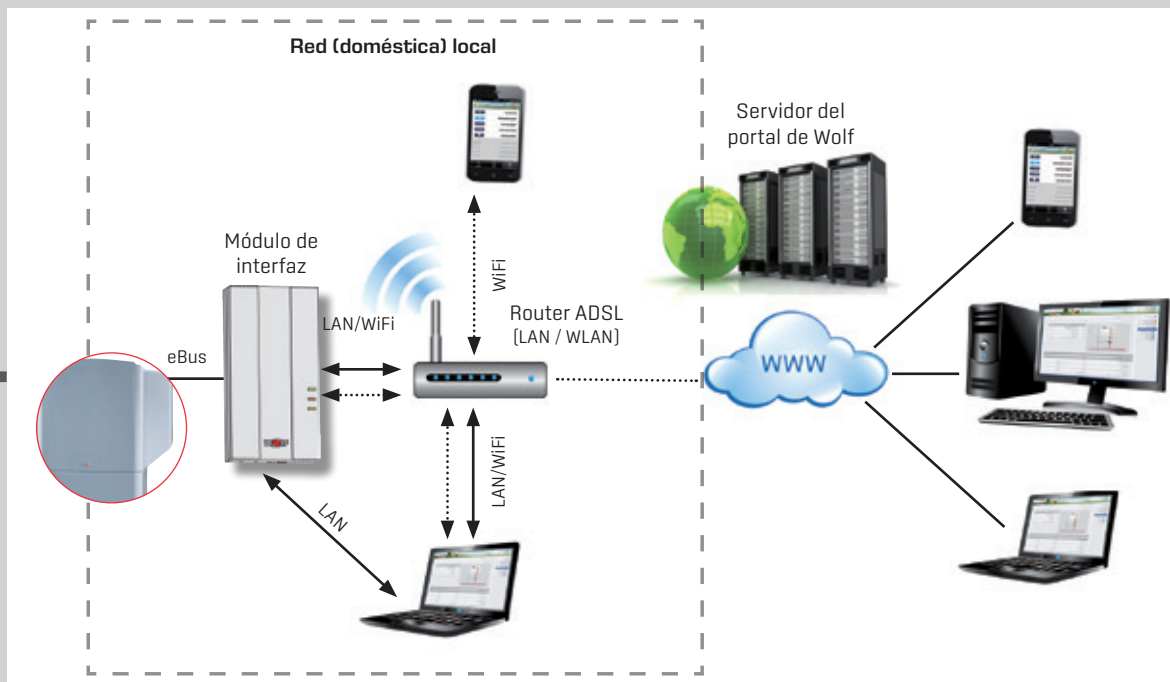 Red (doméstica) local
Servidor del
portal de Wolf
Módulo de
interfaz
WiFi
LAN/WiFi
Router ADSL
(LAN / WLAN)
eBus
WWW
LAN/WiFi
LAN